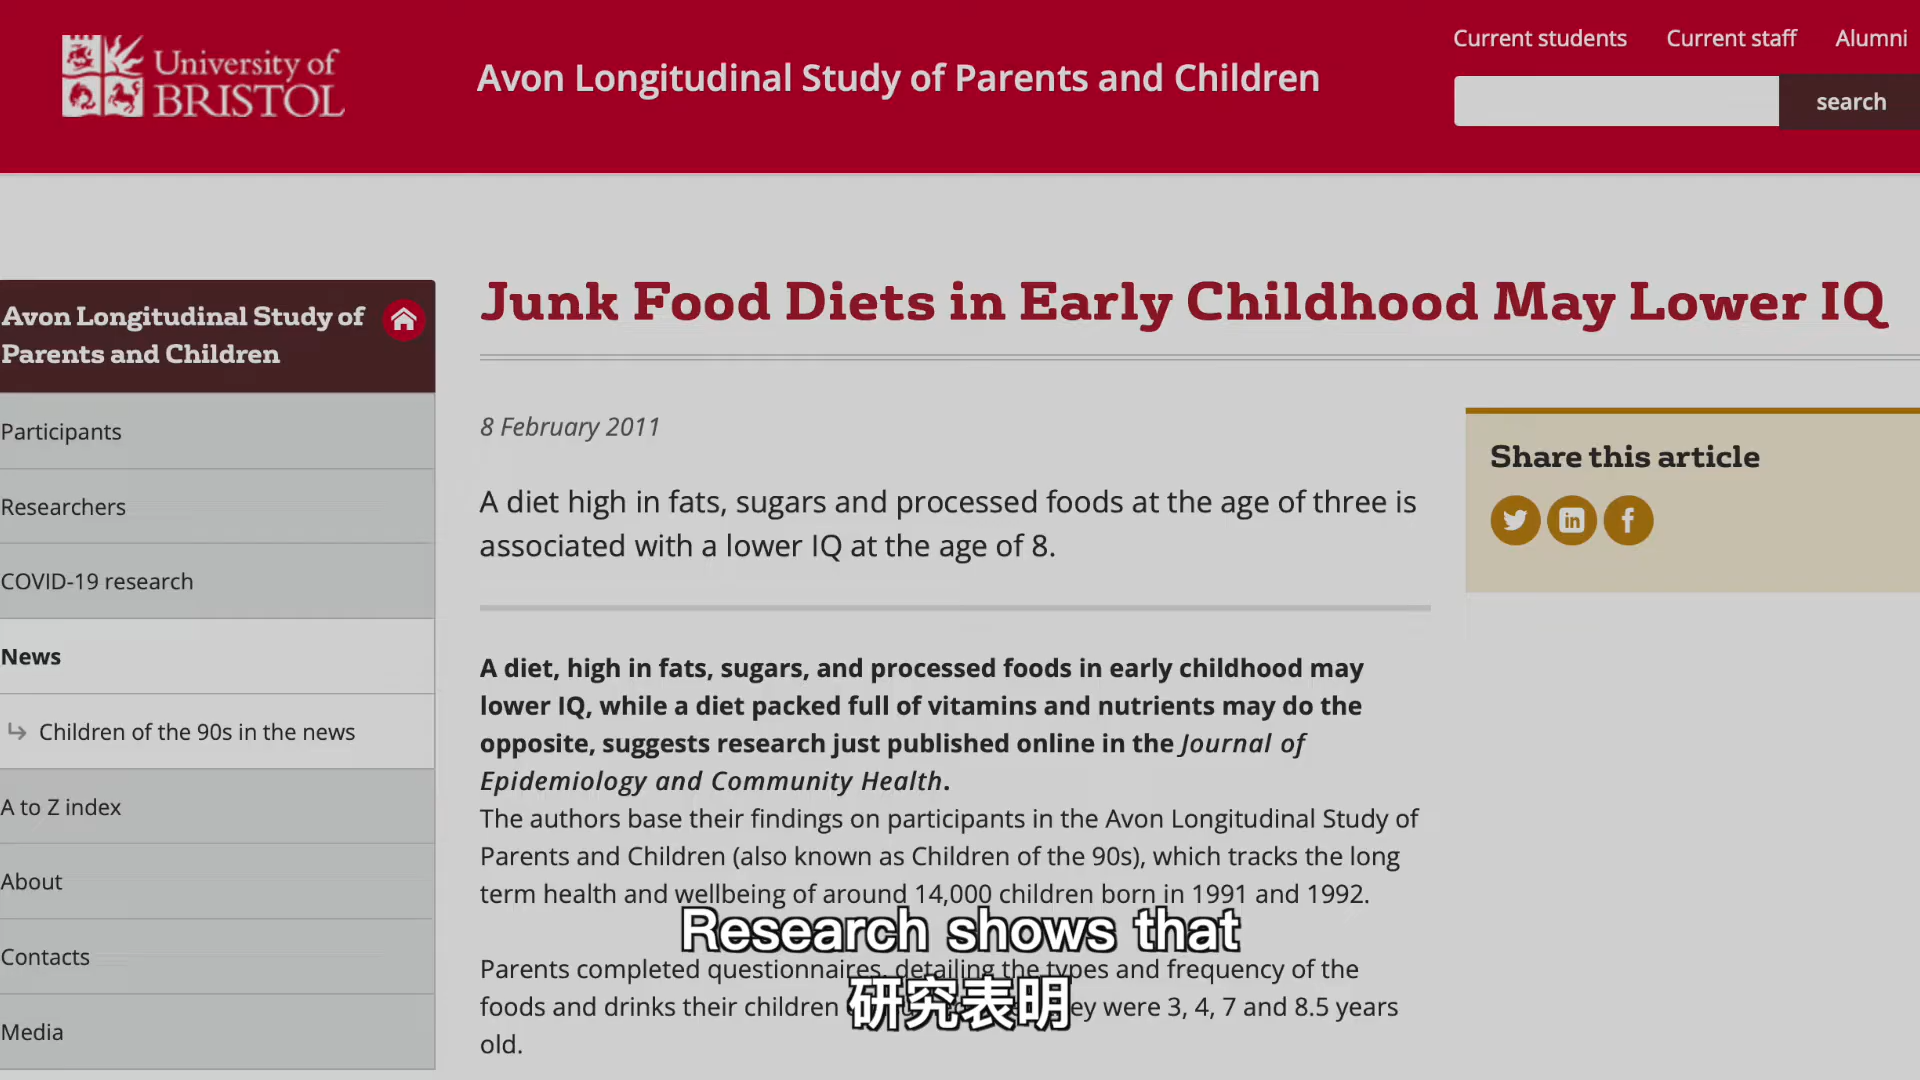 University of
BRISTOL
Avon Longitudinal Study of Parents and Children
Current students
Current staff
Alumni
search
Avon Longitudinal Study of
Parents and Children
Participants
Researchers
COVID-19 research
News
Children of the 90s in the news
A to Z index
About
Contacts
Media
Junk Food Diets in Early Childhood May Lower IQ
8 February 2011
A diet high in fats, sugars and processed foods at the age of three is
associated with a lower IQ at the age of 8.
A diet, high in fats, sugars, and processed foods in early childhood may
lower IQ, while a diet packed full of vitamins and nutrients may do the
opposite, suggests research just published online in the Journal of
Epidemiology and Community Health.
The authors base their findings on participants in the Avon Longitudinal Study of
Parents and Children (also known as Children of the 90s), which tracks the long
term health and wellbeing of around 14,000 children born in 1991 and 1992.
Parents completed questionnaires, detailing the types and frequency of the
foods and drinks their children were 3, 4, 7 and 8.5 years
old.
Share this article
Research shows that
研究表明